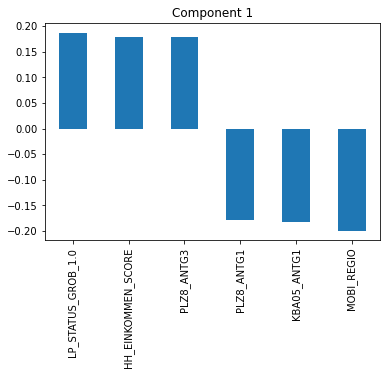 Component 1
0.20
0.15
0.10
0.05
0.00
−0.05
−0.10
−0.15
−0.20
LP_STATUS_GROB_1.0
HH_EINKOMMEN_SCORE
PLZ8_ANTG3
PLZ8_ANTG1
KBA05_ANTG1
MOBI_REGIO